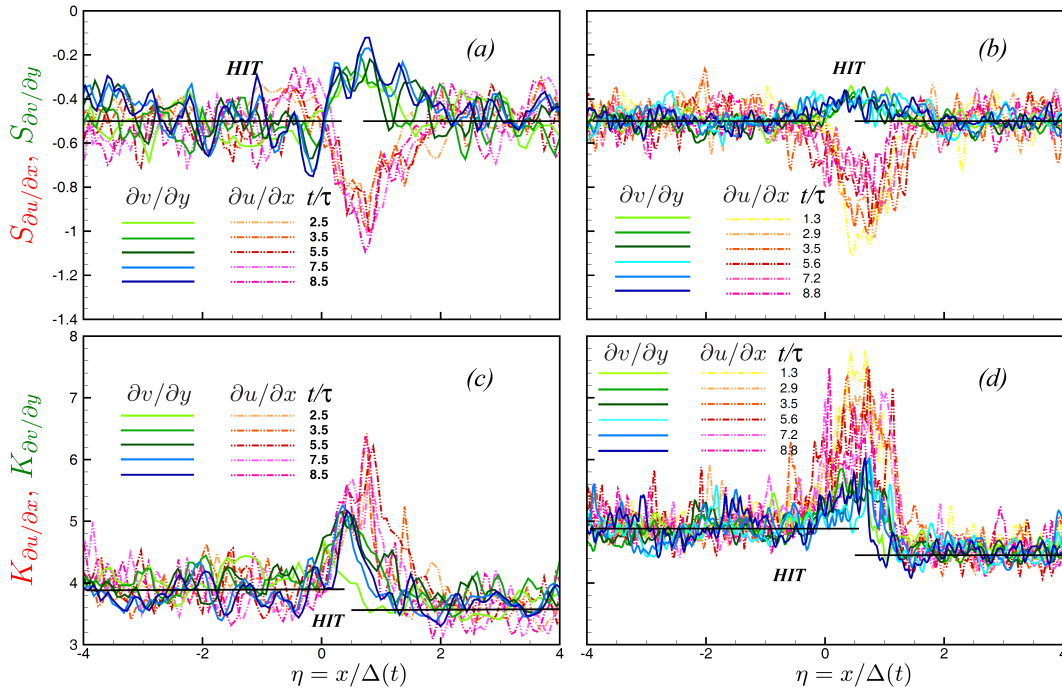 0
-0.2
-0.4
-0.6
-0.8
-1
-1.2
-1.4
S∂u/∂x, S∂v/∂y
(a)
HIT
∂v/∂y ∂u/∂x t/τ
2.5
3.5
5.5
7.5
8.5
(b)
HIT
∂v/∂y ∂u/∂x t/τ
1.3
2.9
3.5
5.6
7.2
8.8
8
7
6
5
4
3
K∂u/∂x, K∂v/∂y
(c)
∂v/∂y ∂u/∂x t/τ
2.5
3.5
5.5
7.5
8.5
HIT
-4 -2 0 2 4
η = x/Δ(t)
(d)
∂v/∂y ∂u/∂x t/τ
1.3
2.9
3.5
5.6
7.2
8.8
HIT
-4 -2 0 2 4
η = x/Δ(t)